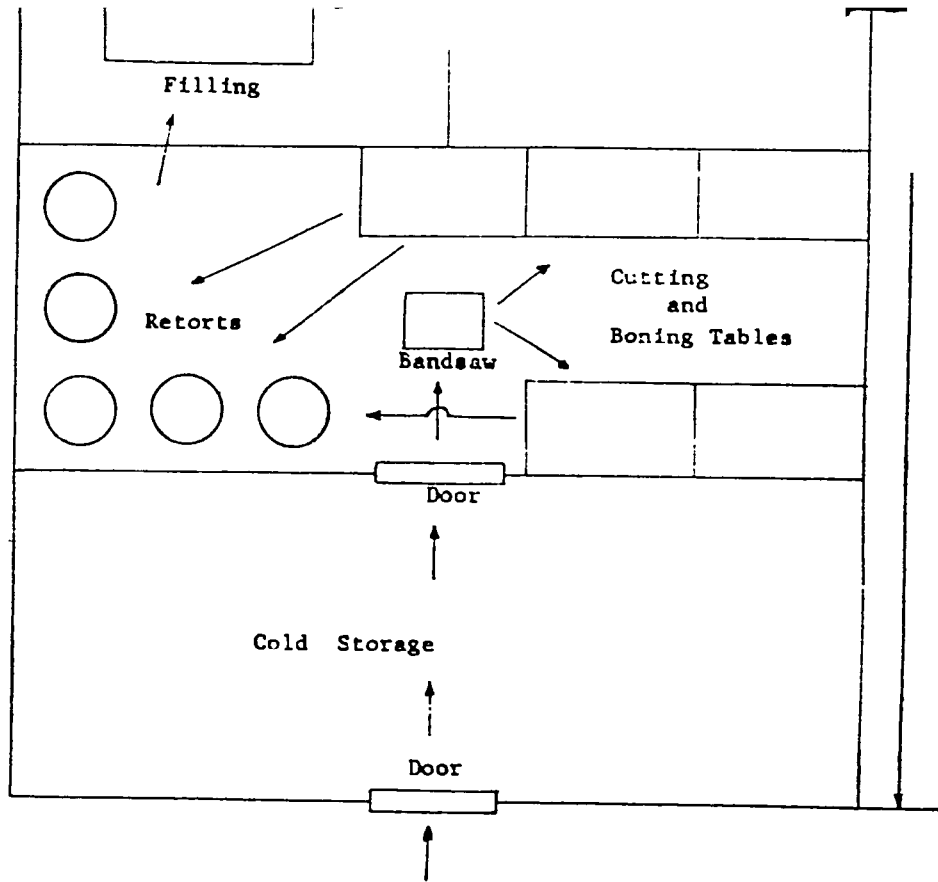 Filling
Cutting
and
Boning Tables
Retorts
Bandsaw
Door
Cold Storage
Door